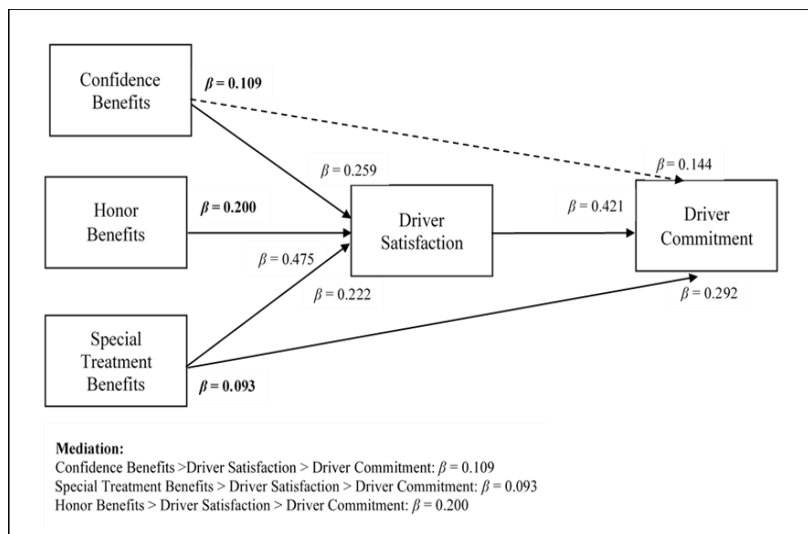 Confidence
Benefits
β = 0.109
β = 0.144
β = 0.259
Honor
Benefits
β = 0.200
Driver
Satisfaction
β = 0.421
Driver
Commitment
β = 0.475
β = 0.222
β = 0.292
Special
Treatment
Benefits
β = 0.093
Mediation:
Confidence Benefits >Driver Satisfaction > Driver Commitment: β = 0.109
Special Treatment Benefits > Driver Satisfaction > Driver Commitment: β = 0.093
Honor Benefits > Driver Satisfaction > Driver Commitment: β = 0.200